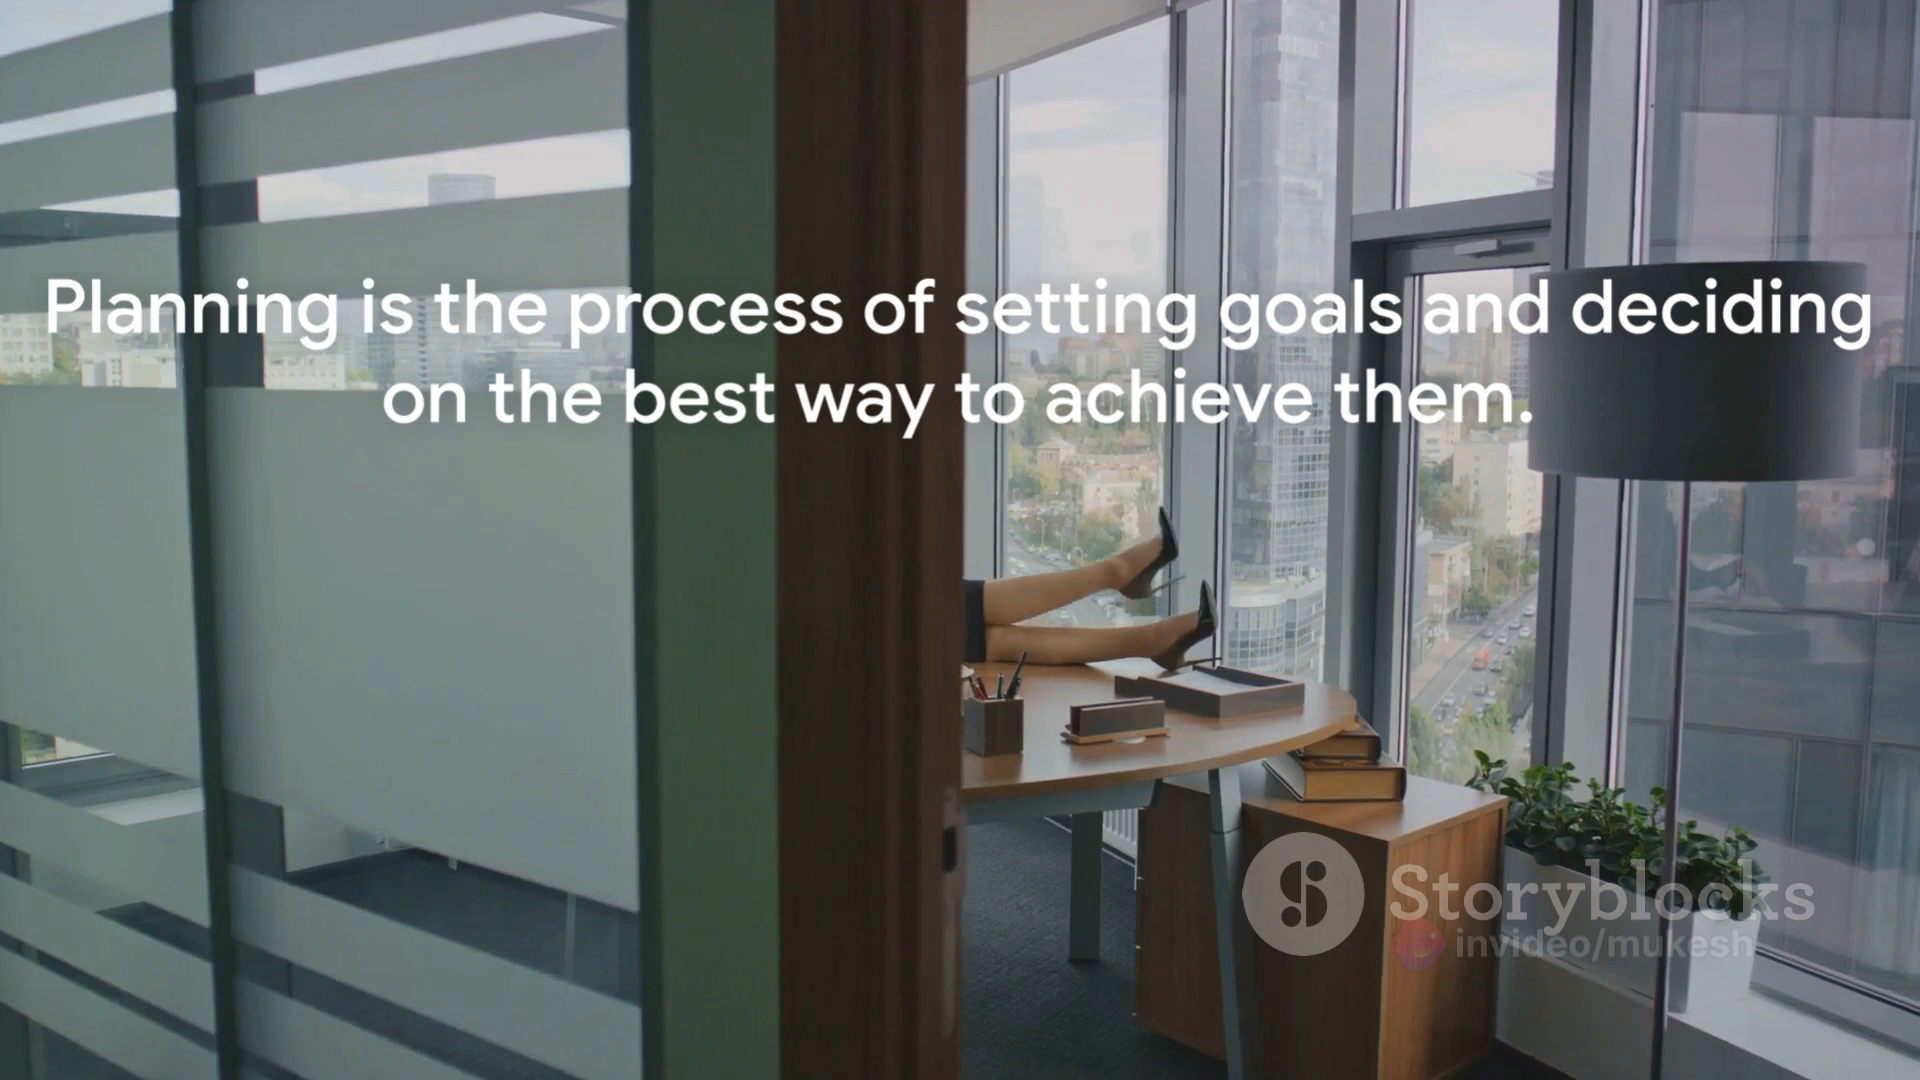 Planning is the process of setting goals and deciding
on the best way to achieve them.
Storyblocks
invideo/mukesh